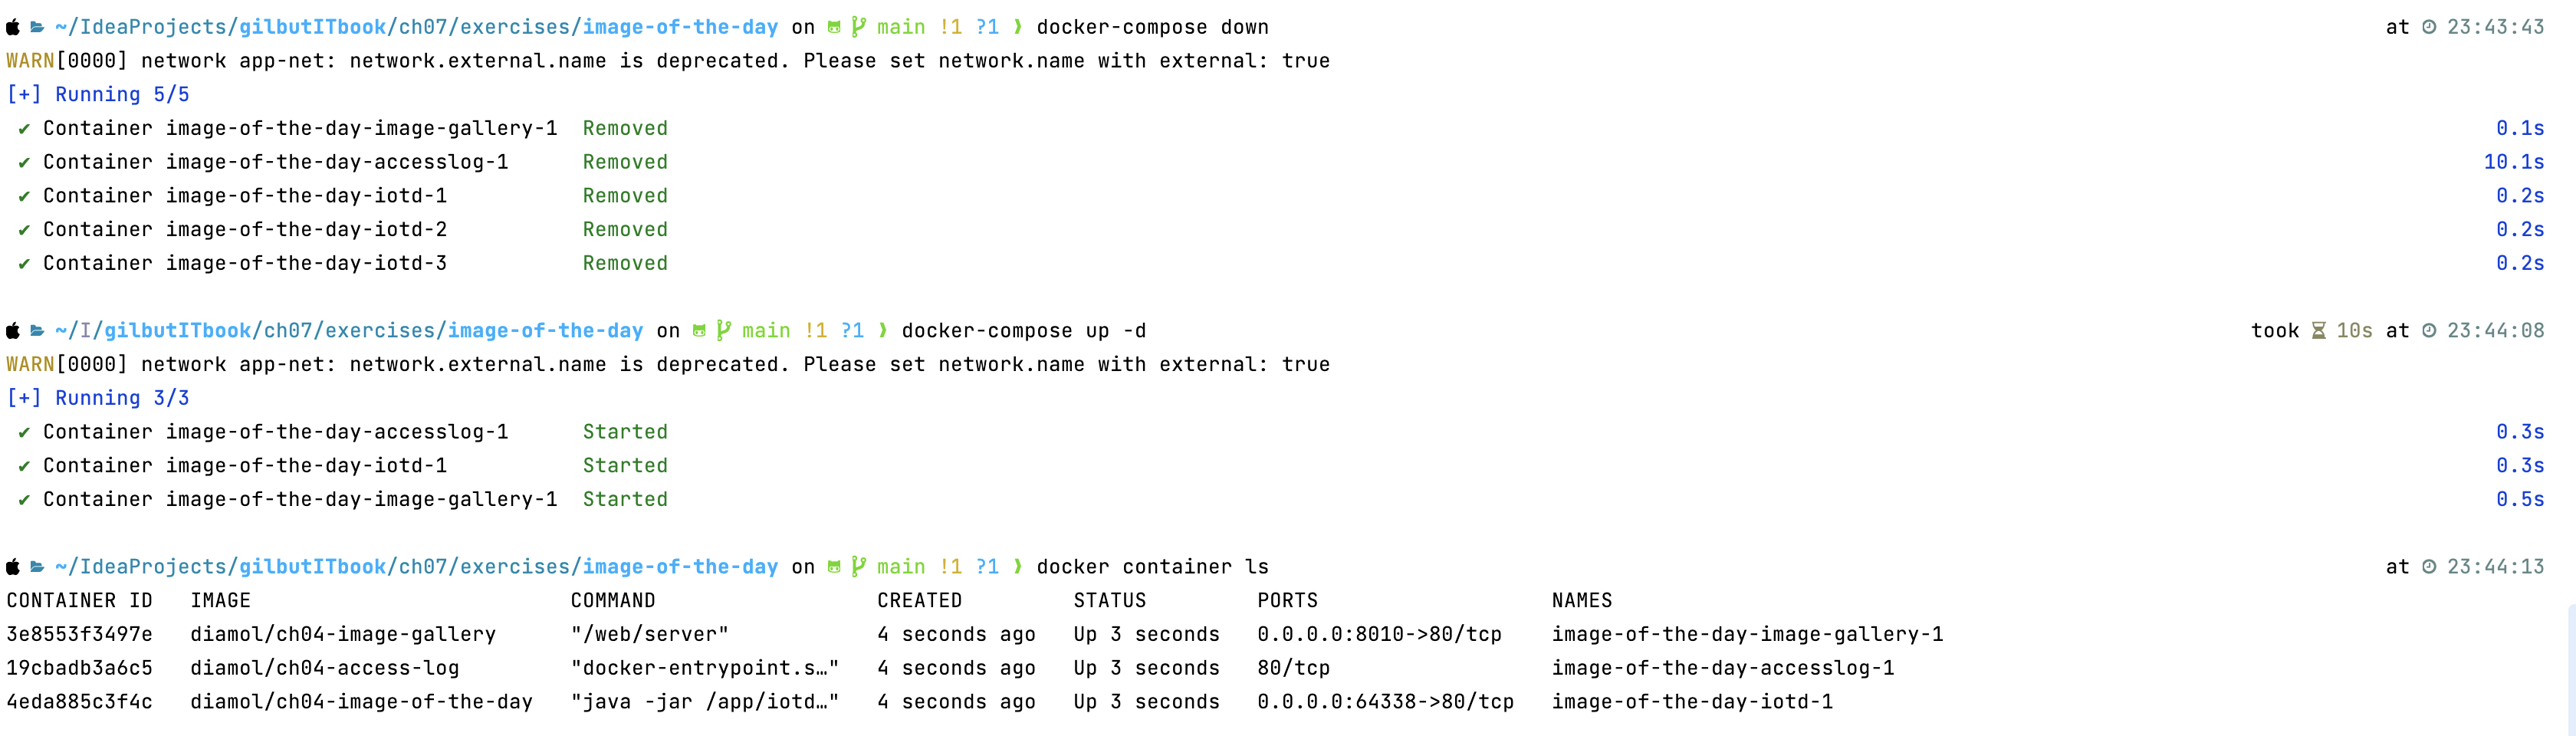 ~/IdeaProjects/gilbutITbook/ch07/exercises/image-of-the-day on main !1 ?1 ❯ docker-compose down at 23:43:43
WARN[0000] network app-net: network.external.name is deprecated. Please set network.name with external: true
[+] Running 5/5
✔ Container image-of-the-day-image-gallery-1 Removed 0.1s
✔ Container image-of-the-day-accesslog-1 Removed 10.1s
✔ Container image-of-the-day-iotd-1 Removed 0.2s
✔ Container image-of-the-day-iotd-2 Removed 0.2s
✔ Container image-of-the-day-iotd-3 Removed 0.2s
~/I/gilbutITbook/ch07/exercises/image-of-the-day on main !1 ?1 ❯ docker-compose up -d took 10s at 23:44:08
WARN[0000] network app-net: network.external.name is deprecated. Please set network.name with external: true
[+] Running 3/3
✔ Container image-of-the-day-accesslog-1 Started 0.3s
✔ Container image-of-the-day-iotd-1 Started 0.3s
✔ Container image-of-the-day-image-gallery-1 Started 0.5s
~/IdeaProjects/gilbutITbook/ch07/exercises/image-of-the-day on main !1 ?1 ❯ docker container ls at 23:44:13
CONTAINER ID IMAGE COMMAND CREATED STATUS PORTS NAMES
3e8553f3497e diamol/ch04-image-gallery "/web/server" 4 seconds ago Up 3 seconds 0.0.0.0:8010->80/tcp image-of-the-day-image-gallery-1
19cbadb3a6c5 diamol/ch04-access-log "docker-entrypoint.s…" 4 seconds ago Up 3 seconds 80/tcp image-of-the-day-accesslog-1
4eda885c3f4c diamol/ch04-image-of-the-day "java -jar /app/iotd…" 4 seconds ago Up 3 seconds 0.0.0.0:64338->80/tcp image-of-the-day-iotd-1